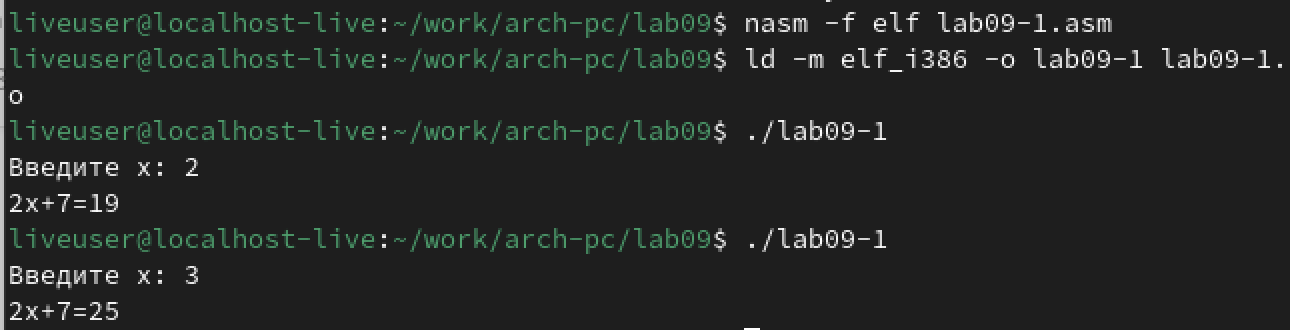 liveuser@localhost-live:~/work/arch-pc/lab09$ nasm -f elf lab09-1.asm
liveuser@localhost-live:~/work/arch-pc/lab09$ ld -m elf_i386 -o lab09-1 lab09-1.
o
liveuser@localhost-live:~/work/arch-pc/lab09$ ./lab09-1
Введите x: 2
2x+7=19
liveuser@localhost-live:~/work/arch-pc/lab09$ ./lab09-1
Введите x: 3
2x+7=25